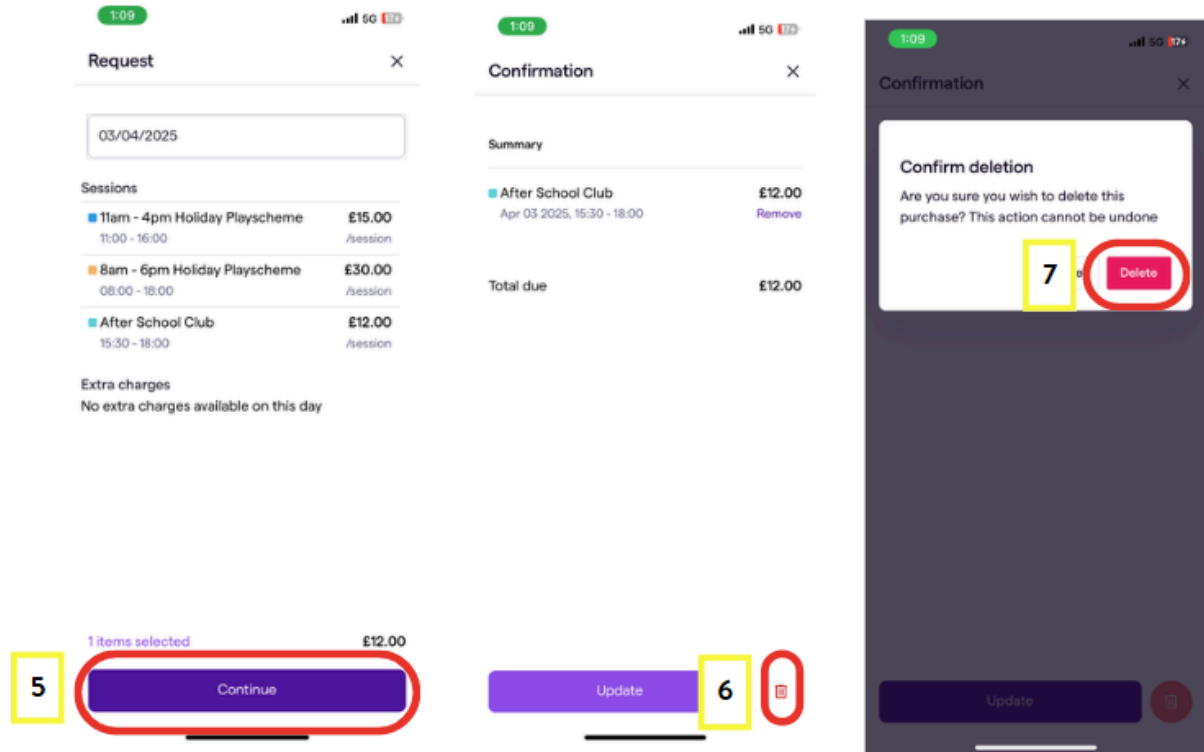 1:09
5G 17+
Request
03/04/2025
Sessions
11am - 4pm Holiday Playscheme £15.00
11:00 - 16:00 /session
8am - 6pm Holiday Playscheme £30.00
08:00 - 18:00 /session
After School Club £12.00
15:30 - 18:00 /session
Extra charges
No extra charges available on this day
1 items selected £12.00
5
Continue
1:09
5G 17+
Confirmation
Summary
After School Club £12.00
Apr 03 2025, 15:30 - 18:00 Remove
Total due £12.00
Update
6
1:09
5G 17+
Confirmation
Confirm deletion
Are you sure you wish to delete this
purchase? This action cannot be undone
7
Delete
Update